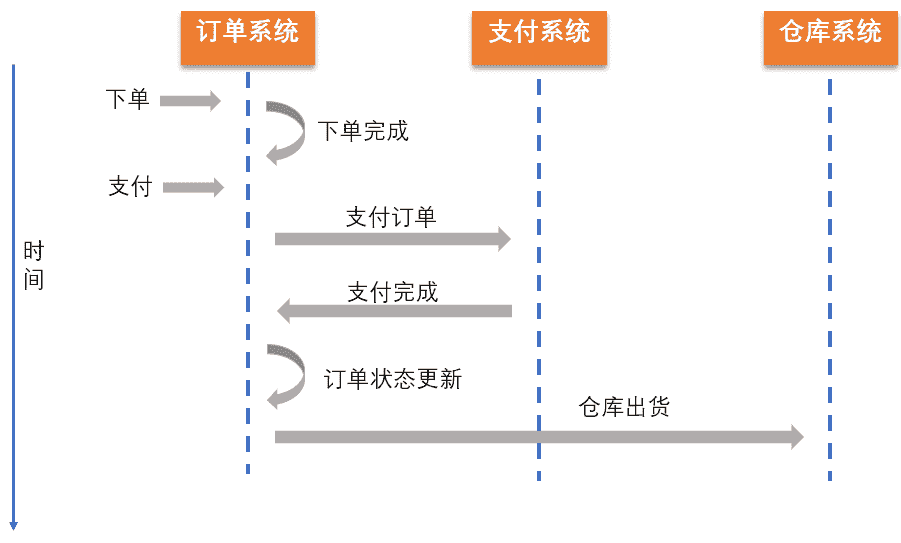 订单系统
支付系统
仓库系统
下单
下单完成
支付
支付订单
时
间
支付完成
订单状态更新
仓库出货